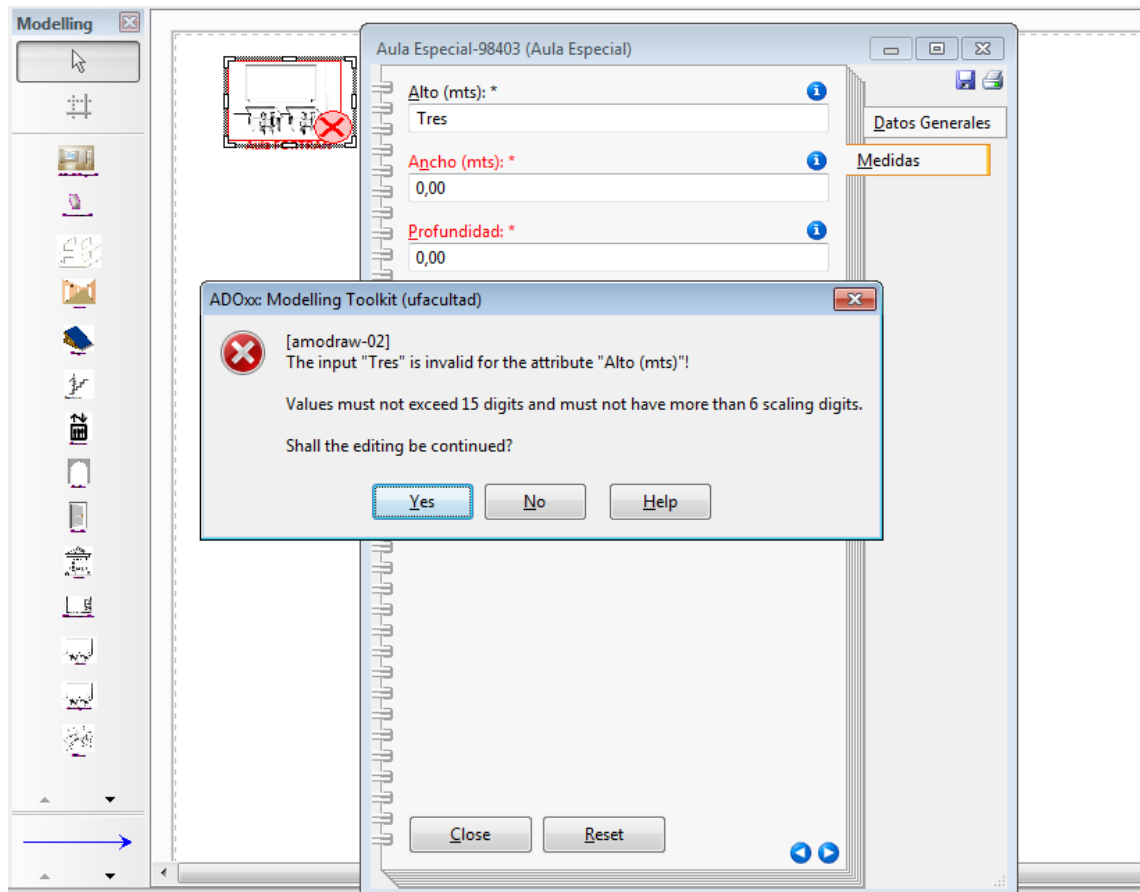 Modelling
Aula Especial-98403 (Aula Especial)
Alto (mts): *
Tres
Datos Generales
Ancho (mts): *
Medidas
0,00
Profundidad: *
0,00
ADOxx: Modelling Toolkit (ufacultad)
[amodraw-02]
The input "Tres" is invalid for the attribute "Alto (mts)"!
Values must not exceed 15 digits and must not have more than 6 scaling digits.
Shall the editing be continued?
Yes No Help
Close Reset